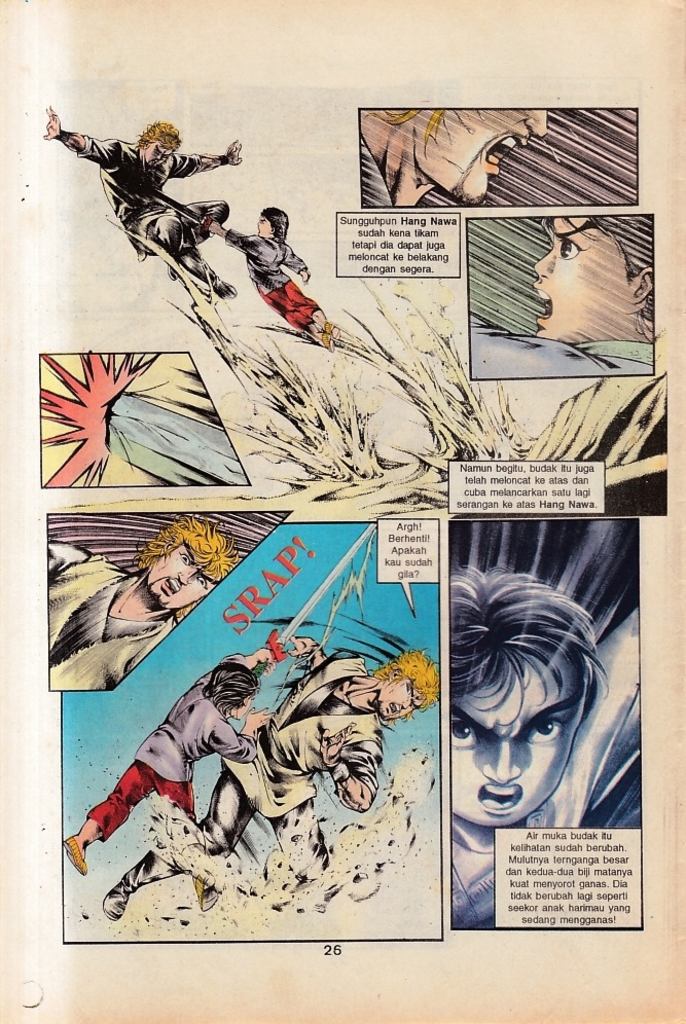 Sungguhpun Hang Nawa
sudah kena tikam
tetapi dia dapat juga
meloncat ke belakang
dengan segera.
Namun begitu, budak itu juga
telah meloncat ke atas dan
cuba melancarkan satu lagi
serangan ke atas Hang Nawa.
SRAP!
Argh!
Berhenti!
Apakah
kau sudah
gila?
Air muka budak itu
kelihatan sudah berubah.
Mulutnya ternganga besar
dan kedua-dua biji matanya
kuat menyorot ganas. Dia
tidak berubah lagi seperti
seekor anak harimau yang
sedang mengganas!
26